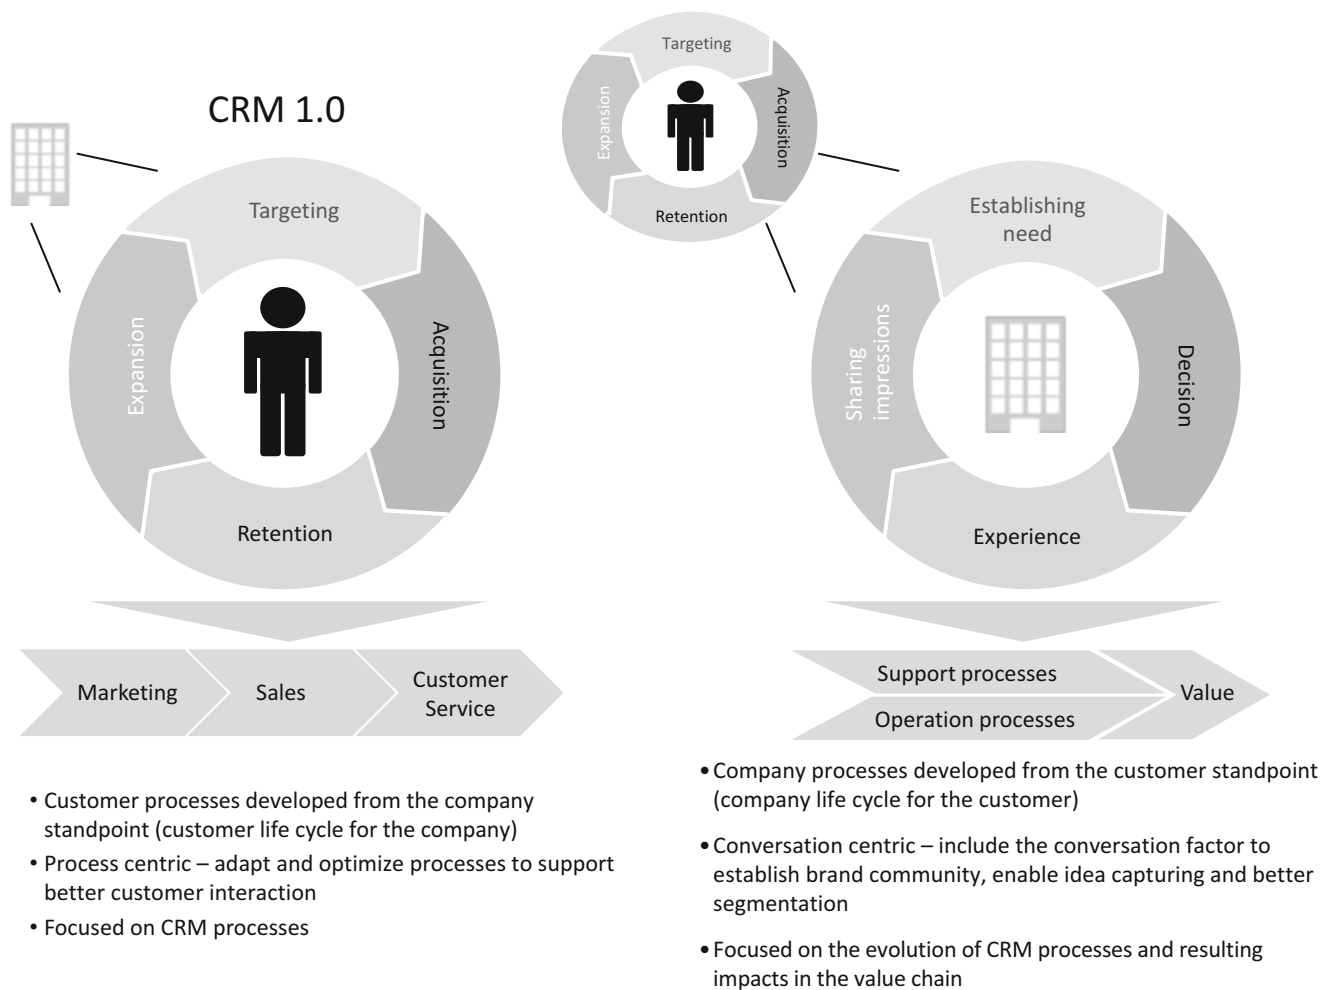 CRM 1.0
Targeting
Acquisition
Retention
Expansion
Marketing
Sales
Customer
Service
• Customer processes developed from the company
standpoint (customer life cycle for the company)
• Process centric – adapt and optimize processes to support
better customer interaction
• Focused on CRM processes
Targeting
Acquisition
Retention
Expansion
Establishing
need
Decision
Experience
Sharing
impressions
Support processes
Operation processes
Value
• Company processes developed from the customer standpoint
(company life cycle for the customer)
• Conversation centric – include the conversation factor to
establish brand community, enable idea capturing and better
segmentation
• Focused on the evolution of CRM processes and resulting
impacts in the value chain